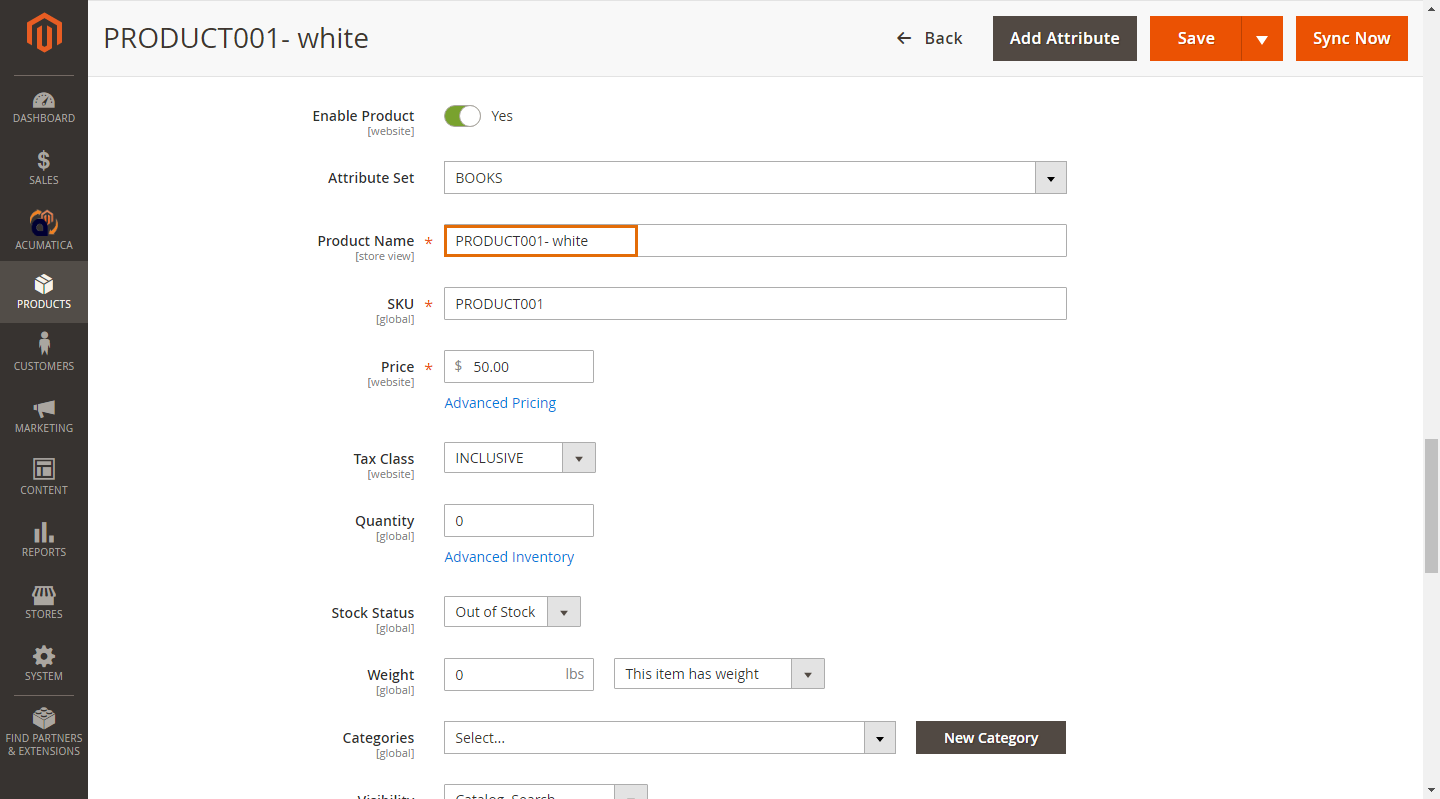 PRODUCT001- white
Back
Add Attribute
Save
Sync Now
DASHBOARD
SALES
ACUMATICA
PRODUCTS
CUSTOMERS
MARKETING
CONTENT
REPORTS
STORES
SYSTEM
FIND PARTNERS
& EXTENSIONS
Enable Product
[website]
Yes
Attribute Set
BOOKS
Product Name *
[store view]
PRODUCT001- white
SKU *
[global]
PRODUCT001
Price *
[website]
$ 50.00
Advanced Pricing
Tax Class
[website]
INCLUSIVE
Quantity
[global]
0
Advanced Inventory
Stock Status
[global]
Out of Stock
Weight
[global]
0 lbs
This item has weight
Categories
[global]
Select...
New Category
Visibility
Catalog, Search